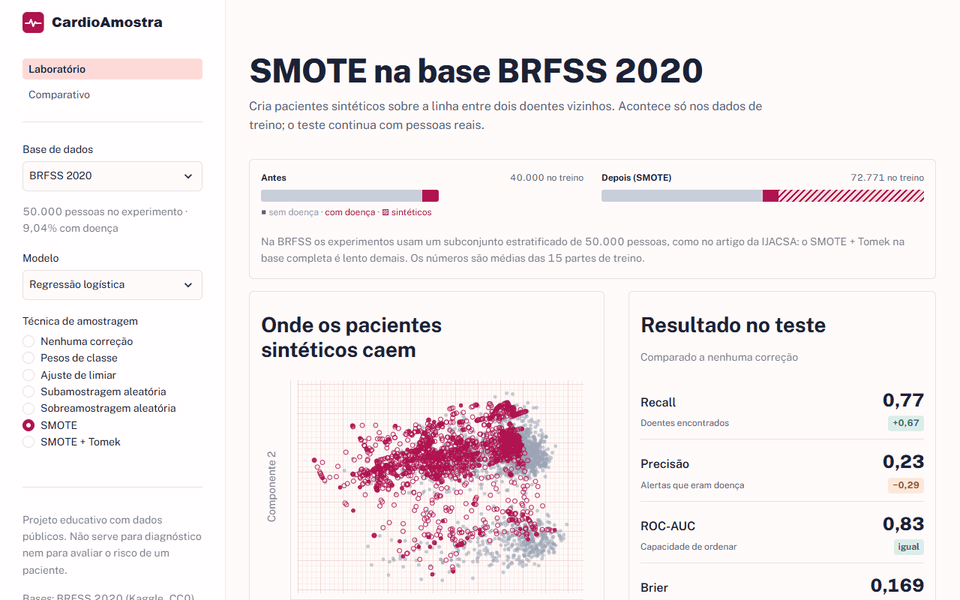 CardioAmostra
Laboratório
Comparativo
Base de dados
BRFSS 2020
50.000 pessoas no experimento ·
9,04% com doença
Modelo
Regressão logística
Técnica de amostragem
Nenhuma correção
Pesos de classe
Ajuste de limiar
Subamostragem aleatória
Sobreamostragem aleatória
SMOTE
SMOTE + Tomek
Projeto educativo com dados
públicos. Não serve para diagnóstico
nem para avaliar o risco de um
paciente.
Bases: BRFSS 2020 (Kaggle, CC0)
SMOTE na base BRFSS 2020
Cria pacientes sintéticos sobre a linha entre dois doentes vizinhos. Acontece só nos dados de
treino; o teste continua com pessoas reais.
Antes 40.000 no treino
sem doença · com doença · sintéticos
Depois (SMOTE) 72.771 no treino
Na BRFSS os experimentos usam um subconjunto estratificado de 50.000 pessoas, como no artigo da IJACSA: o SMOTE + Tomek na
base completa é lento demais. Os números são médias das 15 partes de treino.
Onde os pacientes
sintéticos caem
Componente 2
Resultado no teste
Comparado a nenhuma correção
Recall 0,77
Doentes encontrados +0,67
Precisão 0,23
Alertas que eram doença −0,29
ROC-AUC 0,83
Capacidade de ordenar igual
Brier 0,169